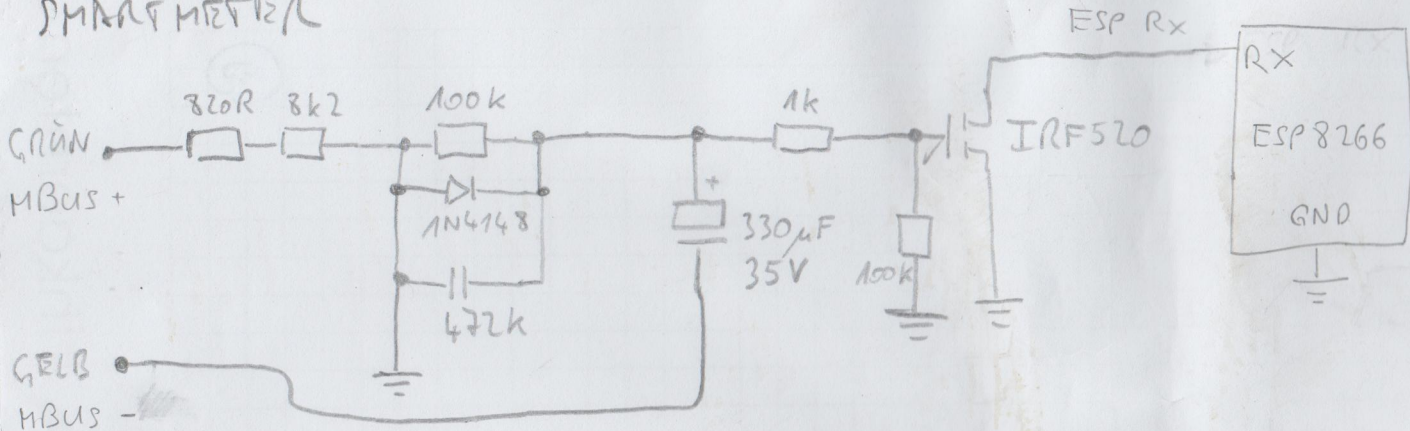 SMARTMETER
ESP RX
RX
820R 8k2 100k 1k
GRÜN
IRF520
ESP8266
MBUS +
1N4148
+
GND
330µF
35V
100k
472k
GELB
MBUS -